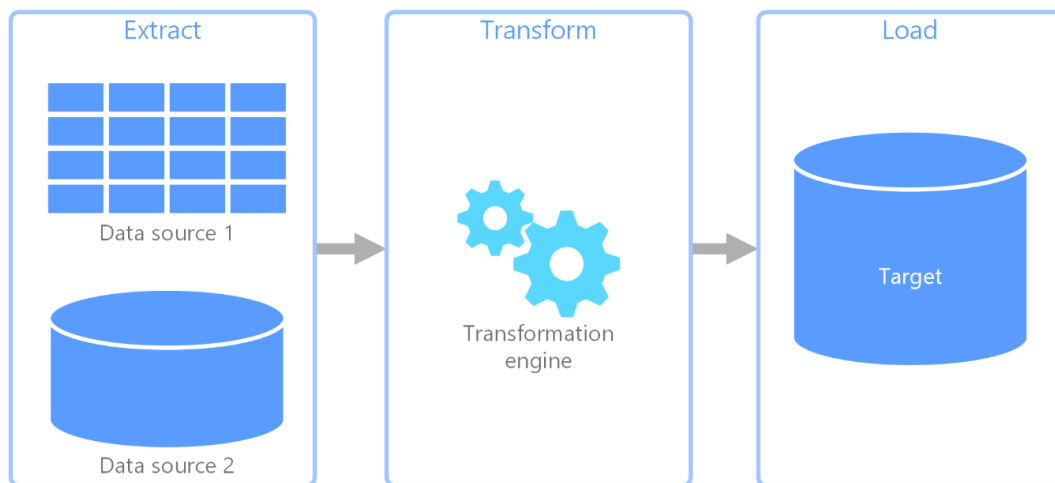 Extract
Data source 1
Data source 2
Transform
Transformation
engine
Load
Target